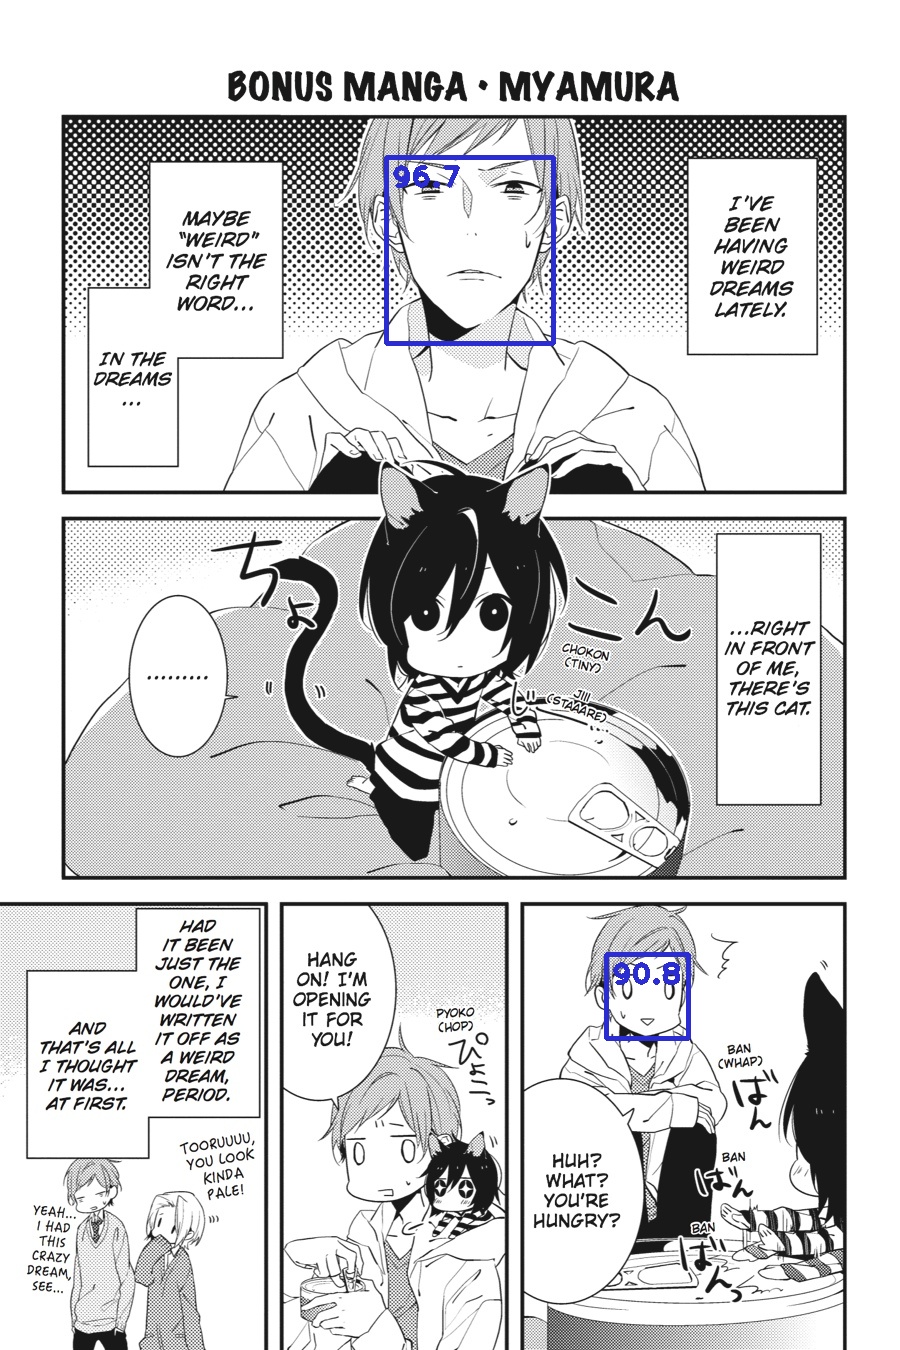 BONUS MANGA • MYAMURA
I'VE
BEEN
HAVING
WEIRD
DREAMS
LATELY.
96.7
MAYBE
"WEIRD"
ISN'T THE
RIGHT
WORD...
IN THE
DREAMS
...
...RIGHT
IN FRONT
OF ME,
THERE'S
THIS CAT.
ちょこーん
CHOKON
(TINY)
じー...
JIII
(STAAARE)
.........
90.8
BAN
(WHAP)
ばん
BAN
ばん
BAN
ばんっ
HUH?
WHAT?
YOU'RE
HUNGRY?
HANG
ON! I'M
OPENING
IT FOR
YOU!
PYOKO
(HOP)
ぴょこっ
HAD
IT BEEN
JUST THE
ONE, I
WOULD'VE
WRITTEN
IT OFF AS
A WEIRD
DREAM,
PERIOD.
AND
THAT'S ALL
I THOUGHT
IT WAS...
AT FIRST.
TOORUUUU,
YOU LOOK
KINDA
PALE!
YEAH...
I HAD
THIS
CRAZY
DREAM,
SEE...